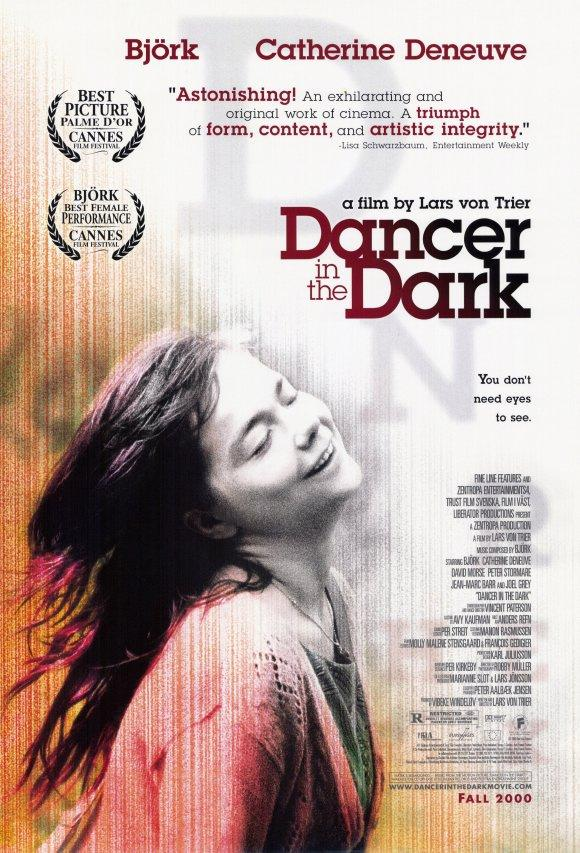 Björk Catherine Deneuve
BEST
PICTURE
PALME D'OR
CANNES
FILM FESTIVAL
"Astonishing! An exhilarating and
original work of cinema. A triumph
of form, content, and artistic integrity."
-Lisa Schwarzbaum, Entertainment Weekly
BJÖRK
BEST FEMALE
PERFORMANCE
CANNES
FILM FESTIVAL
a film by Lars von Trier
Dancer
in
the Dark
You don't
need eyes
to see.
FINE LINE FEATURES AND
ZENTROPA ENTERTAINMENTS4,
TRUST FILM SVENSKA, FILM I VÄST,
LIBERATOR PRODUCTIONS PRESENT
A ZENTROPA PRODUCTION
A FILM BY LARS VON TRIER
MUSIC COMPOSED BY BJÖRK
STARRING BJÖRK CATHERINE DENEUVE
DAVID MORSE PETER STORMARE
JEAN-MARC BARR AND JOEL GREY
"DANCER IN THE DARK"
VINCENT PATERSON
AVY KAUFMAN ANDERS REFN
PER STREIT MANON RASMUSSEN
MOLLY MALENE STENSGAARD & FRANÇOIS GEDIGIER
KARL JULIUSSON
PER KIRKEBY ROBBY MÜLLER
MARIANNE SLOT & LARS JÖNSSON
PETER AALBÆK JENSEN
VIBEKE WINDELØV LARS VON TRIER
R RESTRICTED
WWW.DANCERINTHEDARKMOVIE.COM
FALL 2000